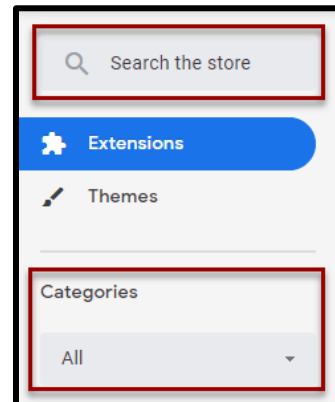 Search the store
Extensions
Themes
Categories
All